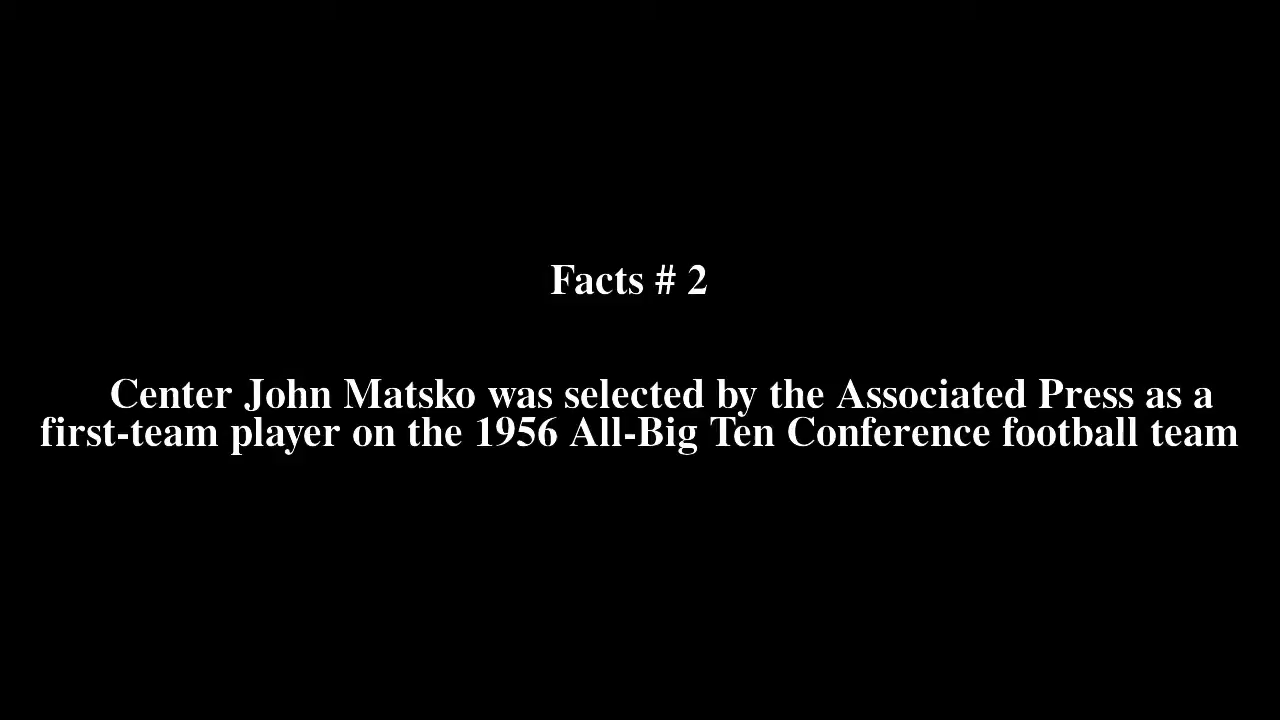 Facts # 2
Center John Matsko was selected by the Associated Press as a
first-team player on the 1956 All-Big Ten Conference football team